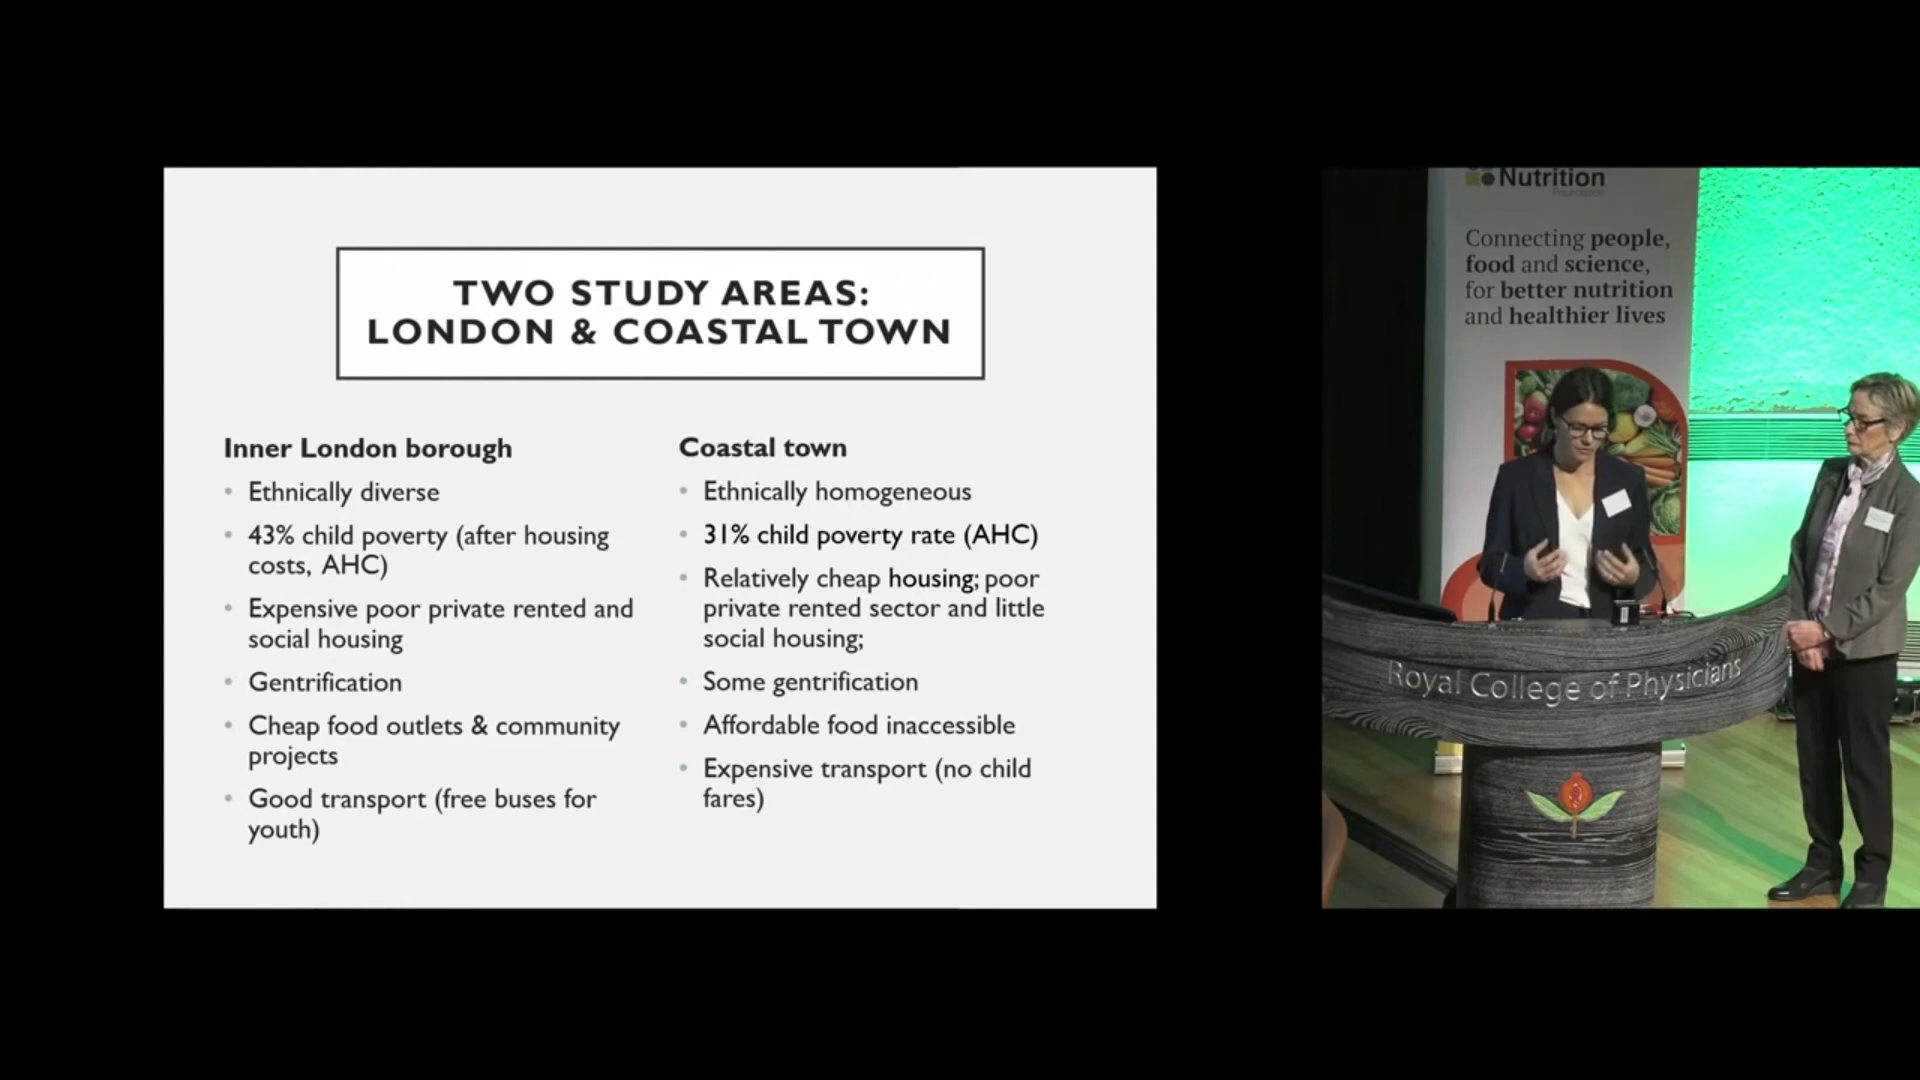 TWO STUDY AREAS:
LONDON & COASTAL TOWN
Inner London borough
• Ethnically diverse
• 43% child poverty (after housing
costs, AHC)
• Expensive poor private rented and
social housing
• Gentrification
• Cheap food outlets & community
projects
• Good transport (free buses for
youth)
Coastal town
• Ethnically homogeneous
• 31% child poverty rate (AHC)
• Relatively cheap housing; poor
private rented sector and little
social housing;
• Some gentrification
• Affordable food inaccessible
• Expensive transport (no child
fares)
Nutrition
Foundation
Connecting people,
food and science,
for better nutrition
and healthier lives
Royal College of Physicians